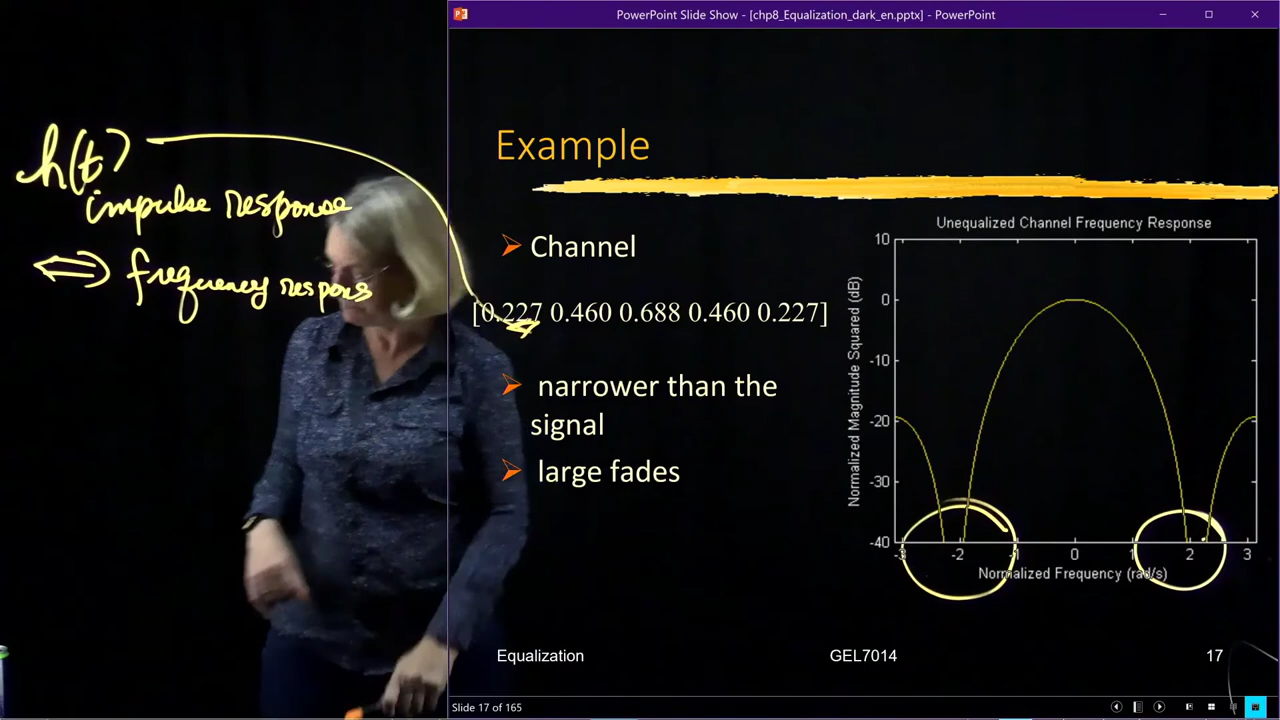 PowerPoint Slide Show - [chp8_Equalization_dark_en.pptx] - PowerPoint
h(t)
impulse response
⟺ frequency respons
Example
Channel
[0.227 0.460 0.688 0.460 0.227]
narrower than the
signal
large fades
Unequalized Channel Frequency Response
Normalized Magnitude Squared (dB)
10
0
-10
-20
-30
-40
-3 -2 -1 0 1 2 3
Normalized Frequency (rad/s)
Equalization GEL7014 17
Slide 17 of 165